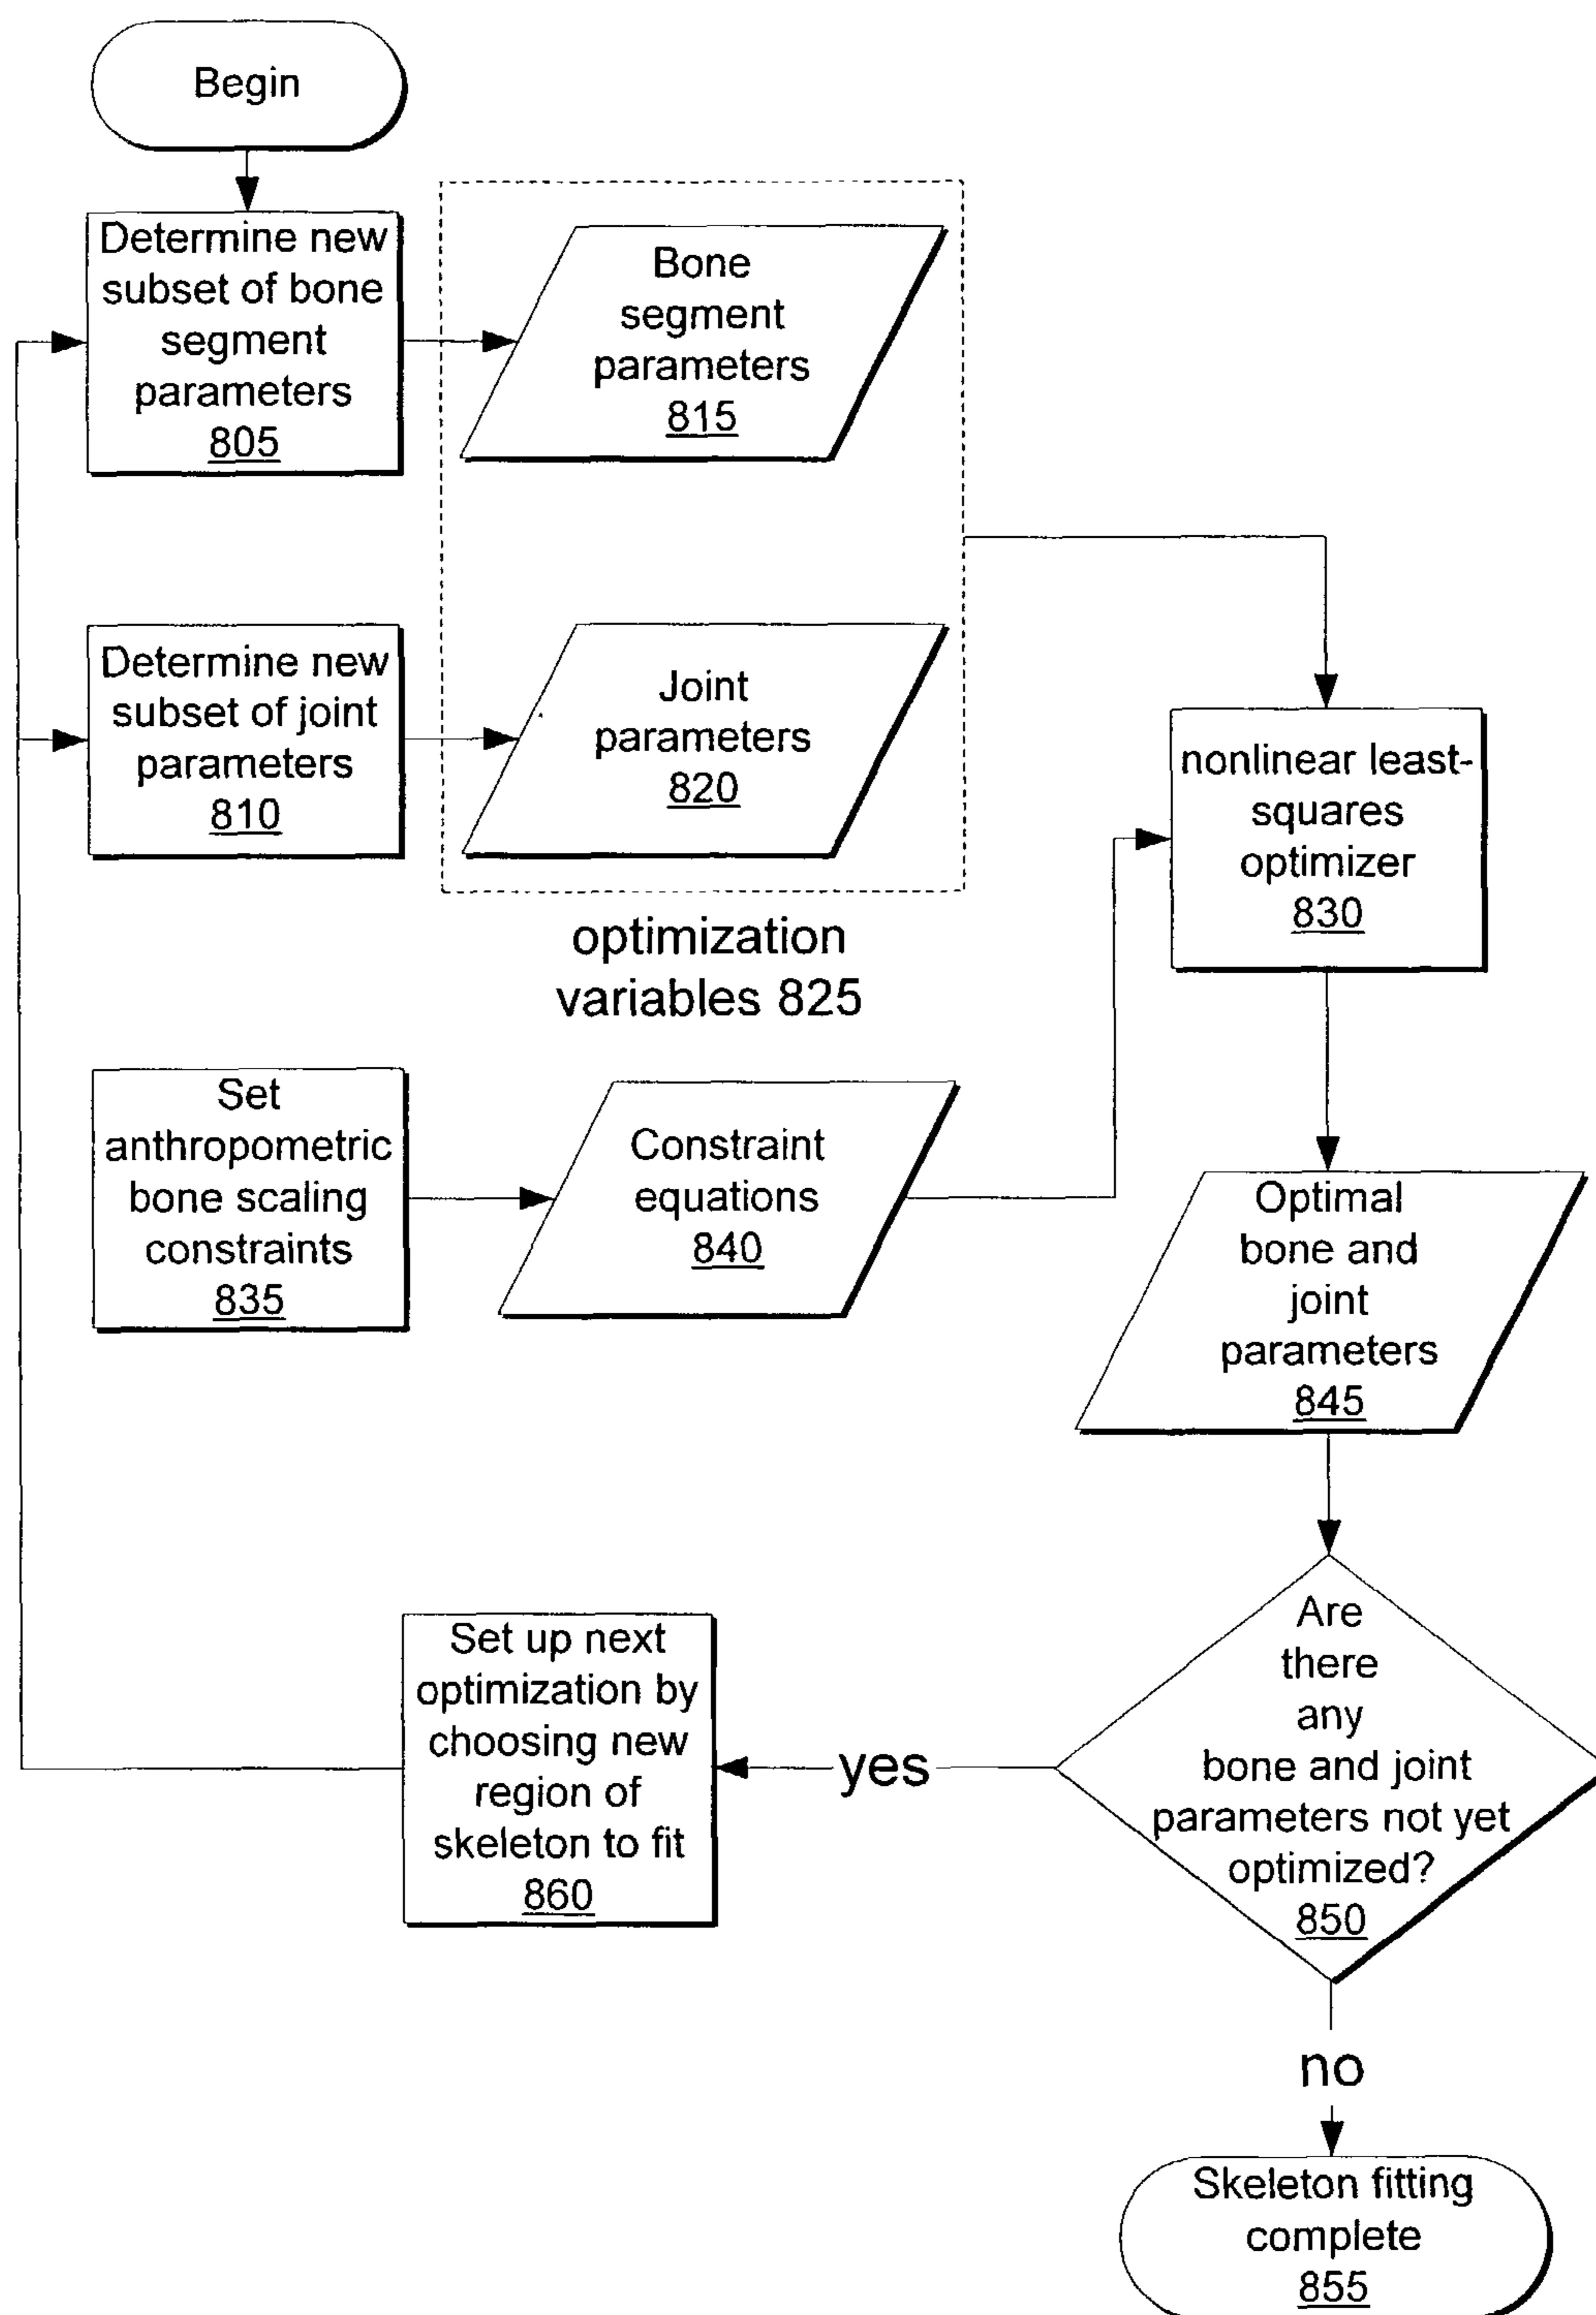 Begin
Determine new
subset of bone
segment
parameters
805
Bone
segment
parameters
815
Determine new
subset of joint
parameters
810
Joint
parameters
820
optimization
variables 825
nonlinear least-
squares
optimizer
830
Set
anthropometric
bone scaling
constraints
835
Constraint
equations
840
Optimal
bone and
joint
parameters
845
Are
there
any
bone and joint
parameters not yet
optimized?
850
yes
Set up next
optimization by
choosing new
region of
skeleton to fit
860
no
Skeleton fitting
complete
855